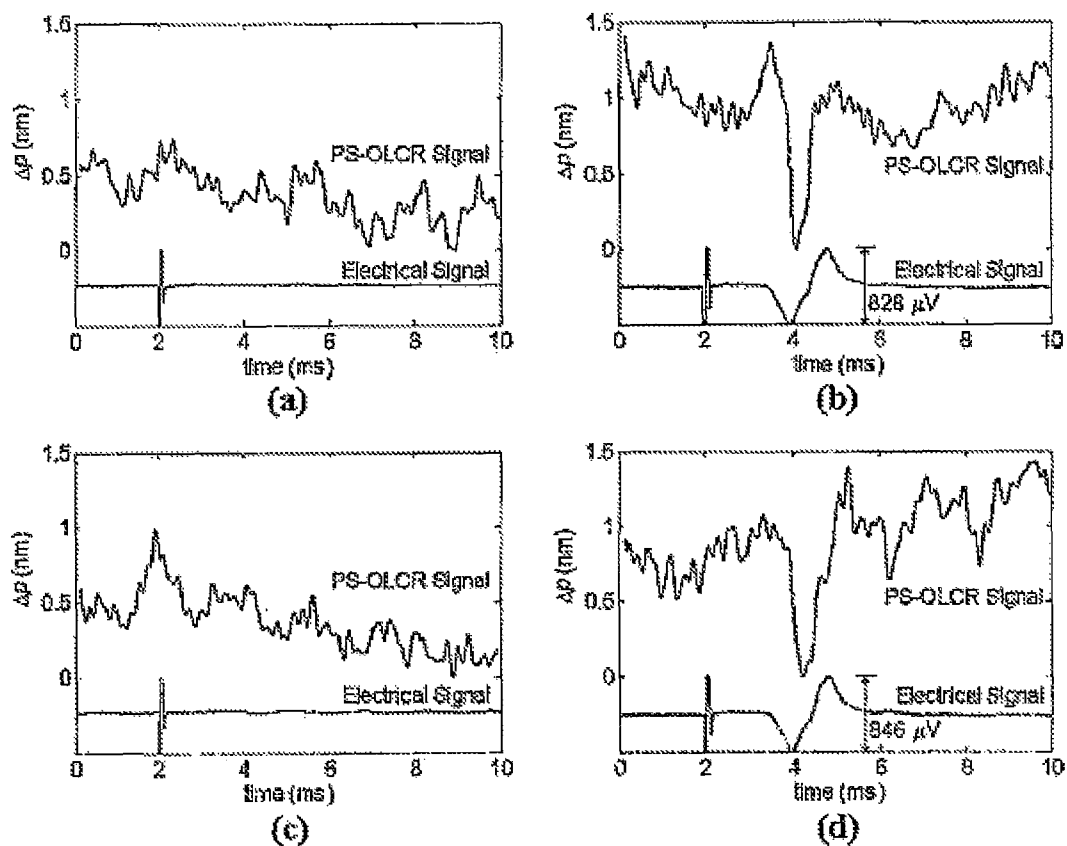 1.5
1
0.5
0
Δp (nm)
PS-OLCR Signal
Electrical Signal
0 2 4 6 8 10
time (ms)
(a)
1.5
1
0.5
0
Δp (nm)
PS-OLCR Signal
Electrical Signal
828 μV
0 2 4 6 8 10
time (ms)
(b)
1.5
1
0.5
0
Δp (nm)
PS-OLCR Signal
Electrical Signal
0 2 4 6 8 10
time (ms)
(c)
1.5
1
0.5
0
Δp (nm)
PS-OLCR Signal
Electrical Signal
846 μV
0 2 4 6 8 10
time (ms)
(d)